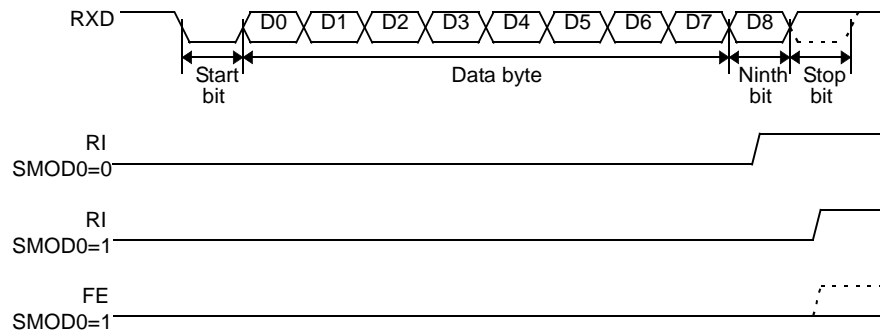 RXD D0 D1 D2 D3 D4 D5 D6 D7 D8
Start bit
Data byte
Ninth bit
Stop bit
RI
SMOD0=0
RI
SMOD0=1
FE
SMOD0=1